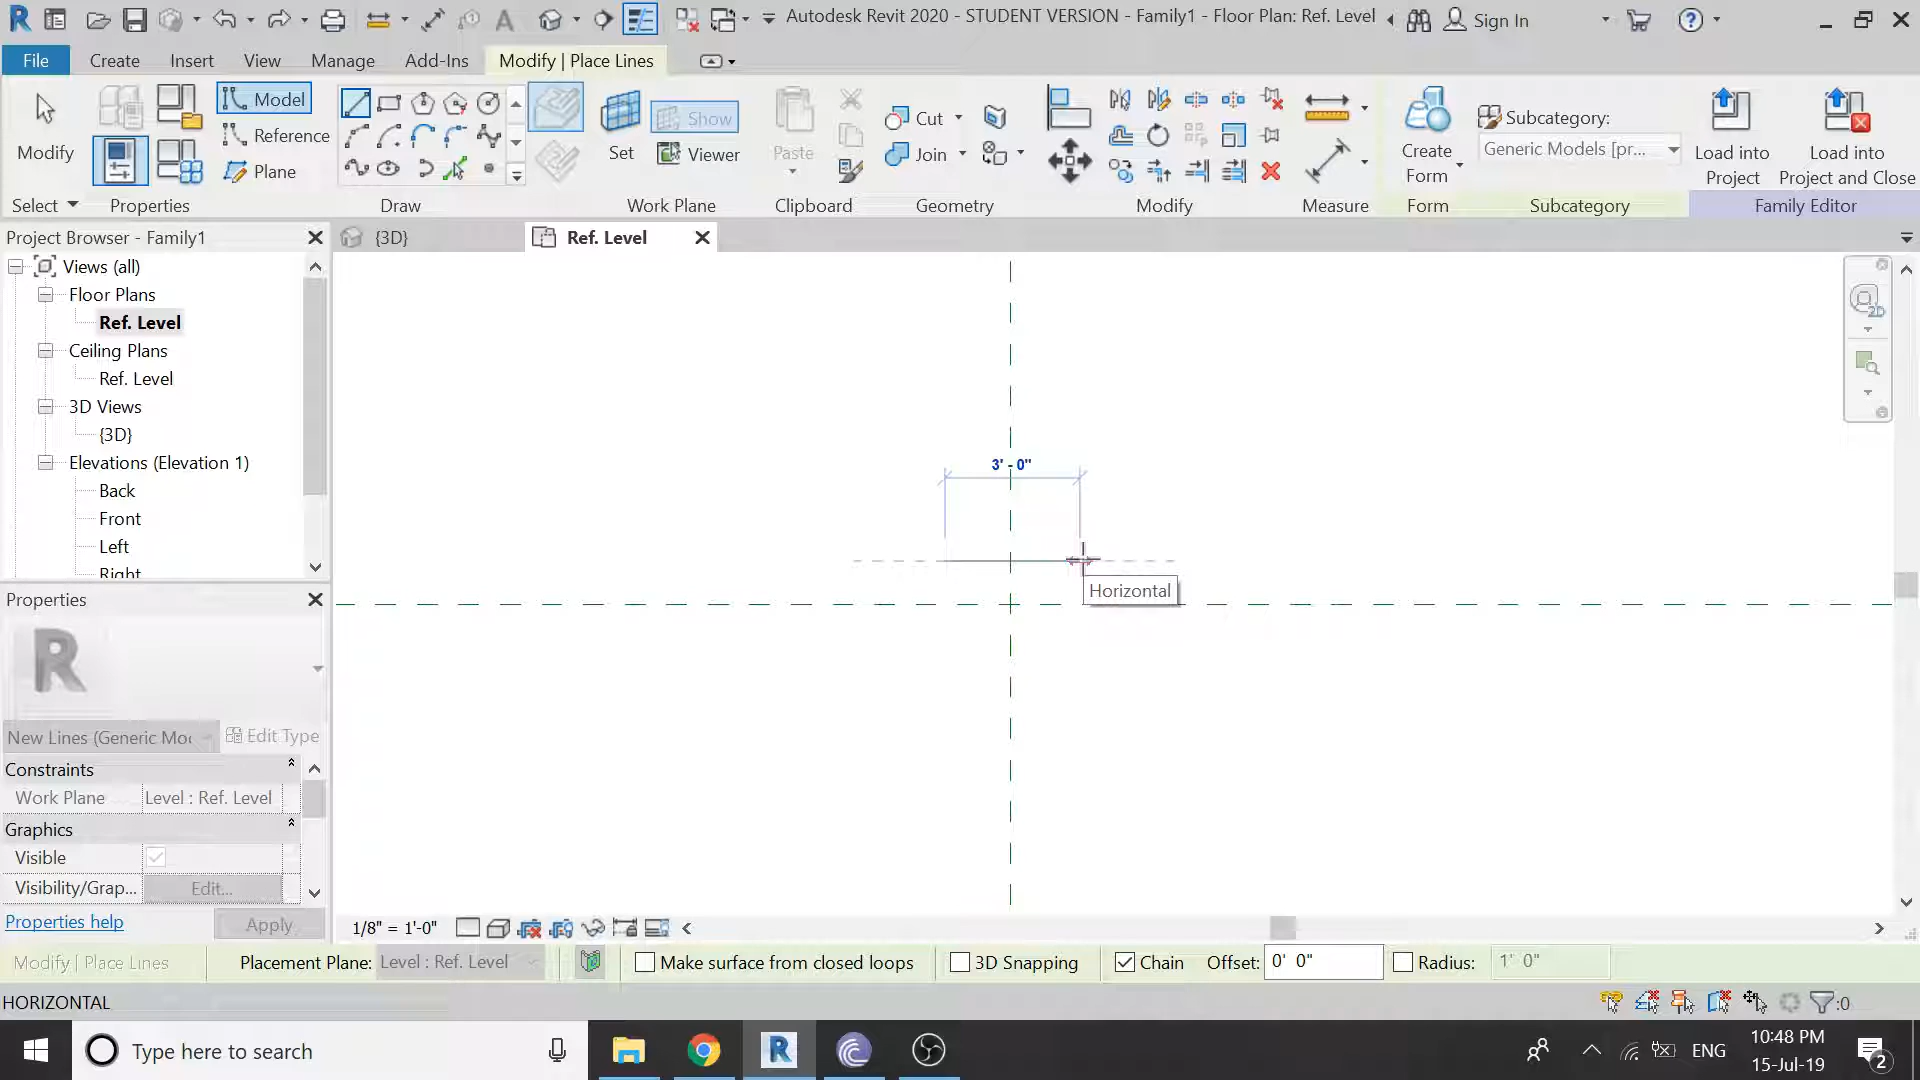 Autodesk Revit 2020 - STUDENT VERSION - Family1 - Floor Plan: Ref. Level
Sign In
File
Create
Insert
View
Manage
Add-Ins
Modify | Place Lines
Modify
Model
Reference
Plane
Set
Show
Viewer
Paste
Cut
Join
Create
Form
Subcategory:
Generic Models [pr...
Load into
Project
Load into
Project and Close
Select
Properties
Draw
Work Plane
Clipboard
Geometry
Modify
Measure
Form
Subcategory
Family Editor
Project Browser - Family1
{3D}
Ref. Level
Views (all)
Floor Plans
Ref. Level
Ceiling Plans
Ref. Level
3D Views
{3D}
Elevations (Elevation 1)
Back
Front
Left
Right
3' - 0"
Horizontal
2D
Properties
R
New Lines (Generic Mo
Edit Type
Constraints
Work Plane
Level : Ref. Level
Graphics
Visible
Visibility/Grap...
Edit...
Properties help
Apply
1/8" = 1'-0"
Modify | Place Lines
Placement Plane:
Level : Ref. Level
Make surface from closed loops
3D Snapping
Chain
Offset:
0' 0"
Radius:
1' 0"
HORIZONTAL
:0
Type here to search
ENG
10:48 PM
15-Jul-19
2